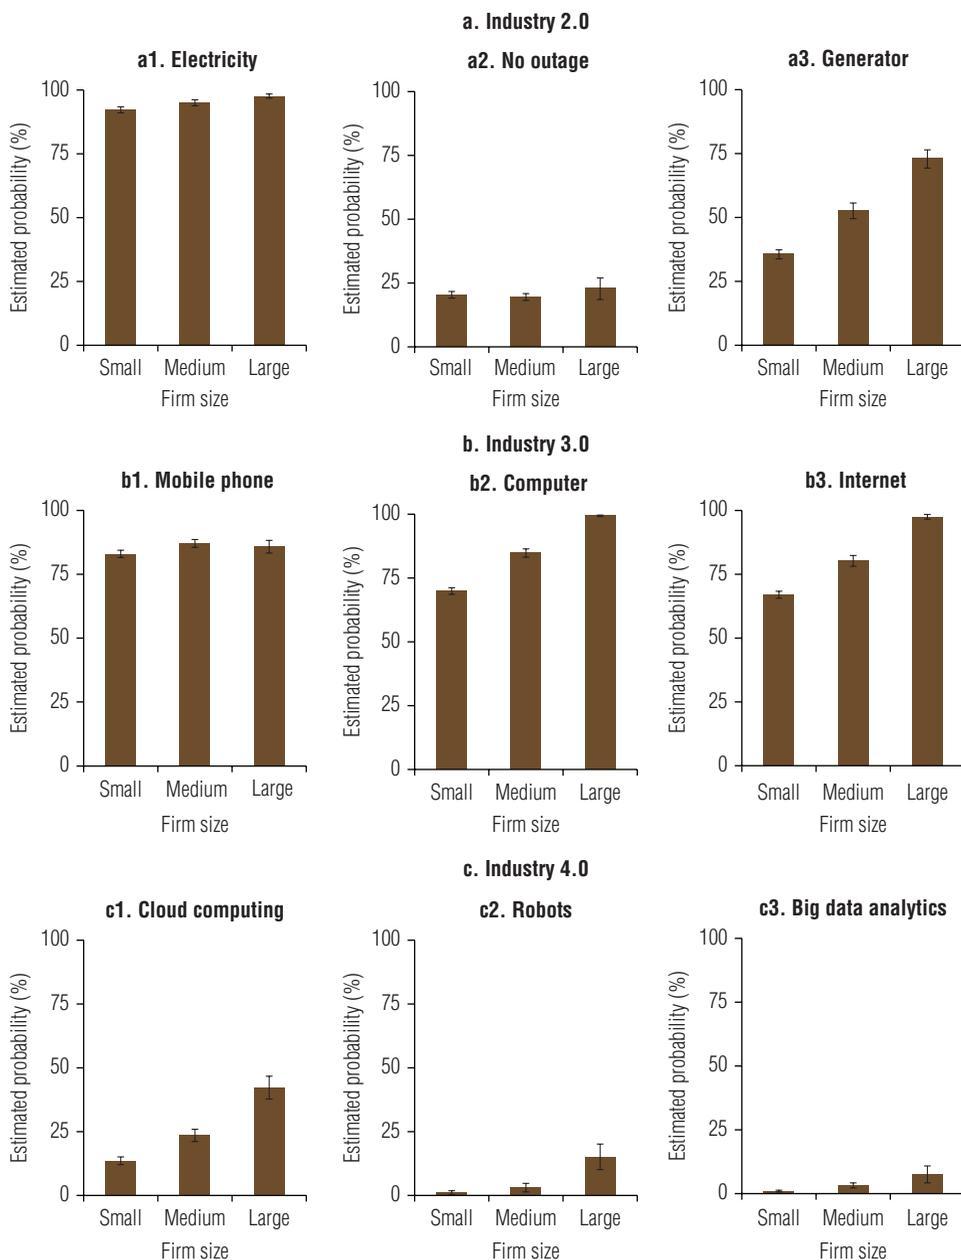 a. Industry 2.0
a1. Electricity
Estimated probability (%)
100
75
50
25
0
Small Medium Large
Firm size
a2. No outage
Estimated probability (%)
100
75
50
25
0
Small Medium Large
Firm size
a3. Generator
Estimated probability (%)
100
75
50
25
0
Small Medium Large
Firm size
b. Industry 3.0
b1. Mobile phone
Estimated probability (%)
100
75
50
25
0
Small Medium Large
Firm size
b2. Computer
Estimated probability (%)
100
75
50
25
0
Small Medium Large
Firm size
b3. Internet
Estimated probability (%)
100
75
50
25
0
Small Medium Large
Firm size
c. Industry 4.0
c1. Cloud computing
Estimated probability (%)
100
75
50
25
0
Small Medium Large
Firm size
c2. Robots
Estimated probability (%)
100
75
50
25
0
Small Medium Large
Firm size
c3. Big data analytics
Estimated probability (%)
100
75
50
25
0
Small Medium Large
Firm size